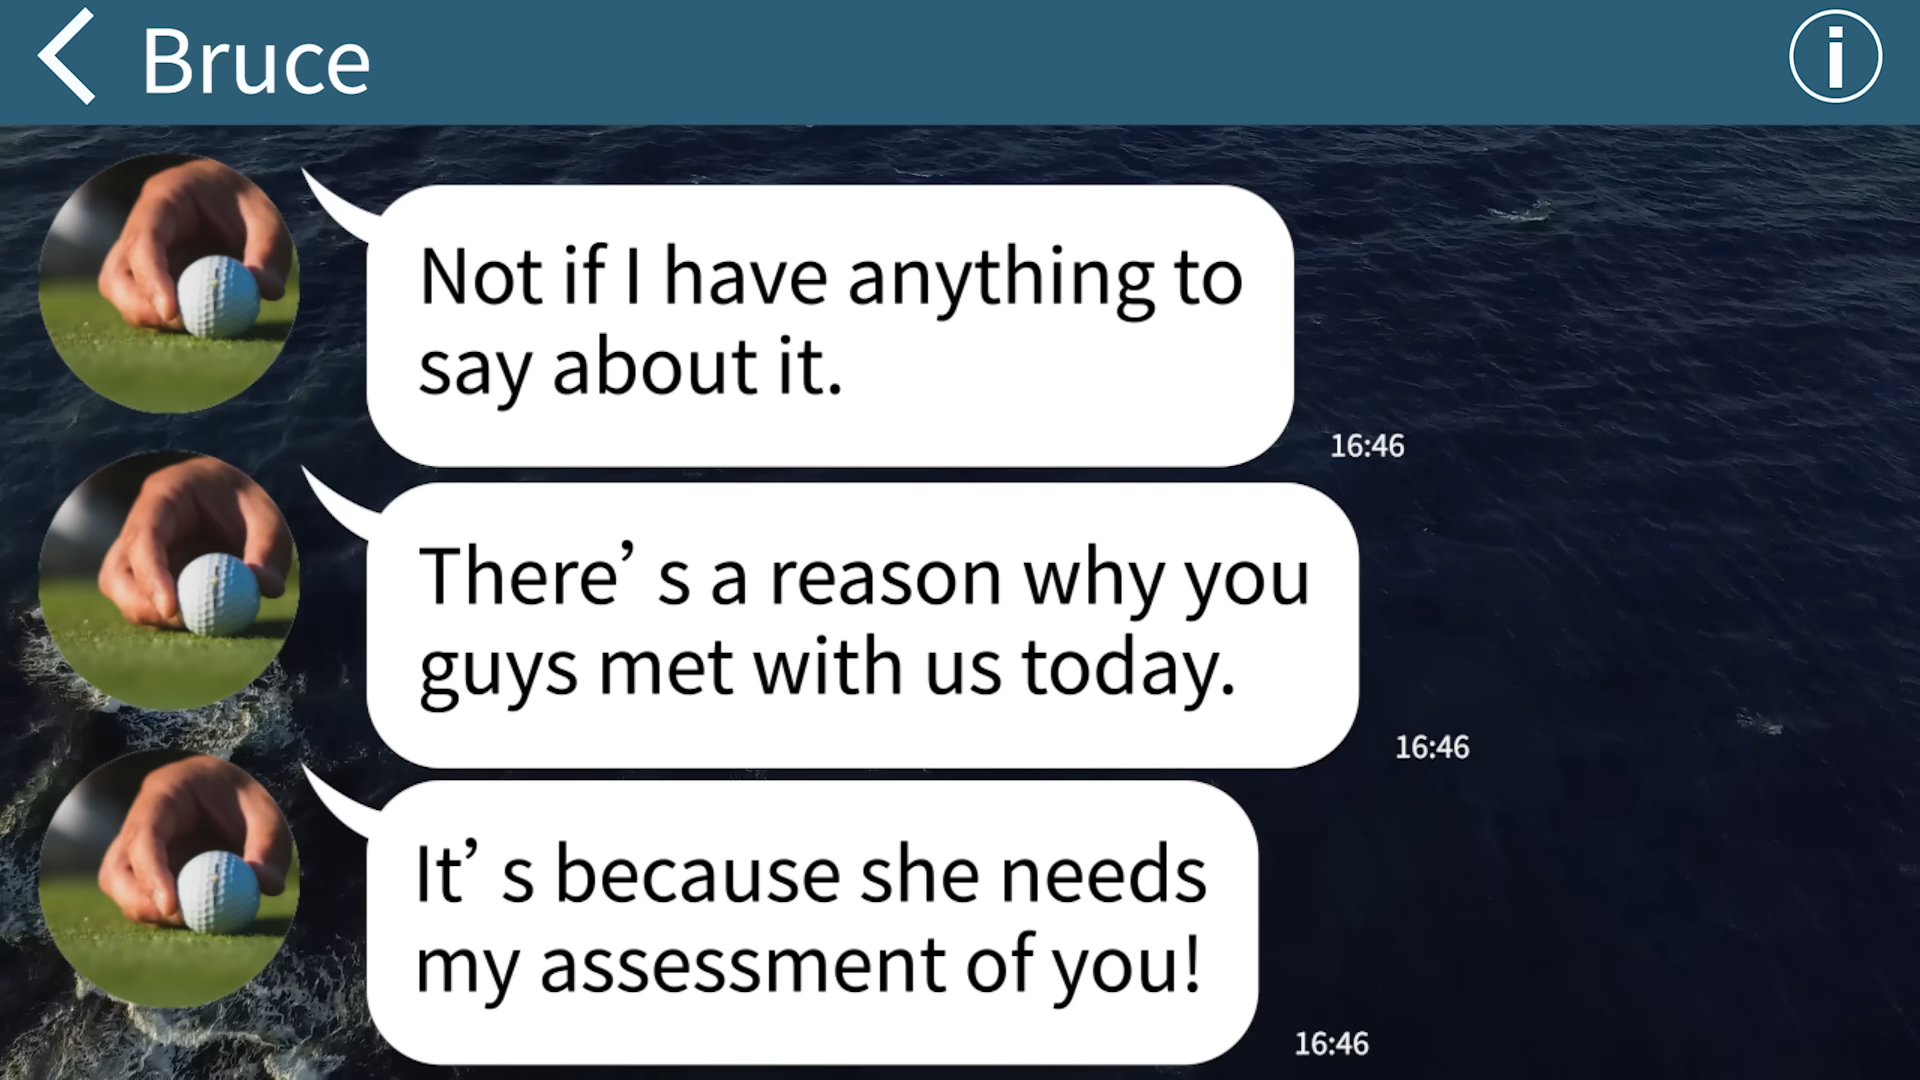 Bruce
Not if I have anything to
say about it.
16:46
There’s a reason why you
guys met with us today.
16:46
It’s because she needs
my assessment of you!
16:46